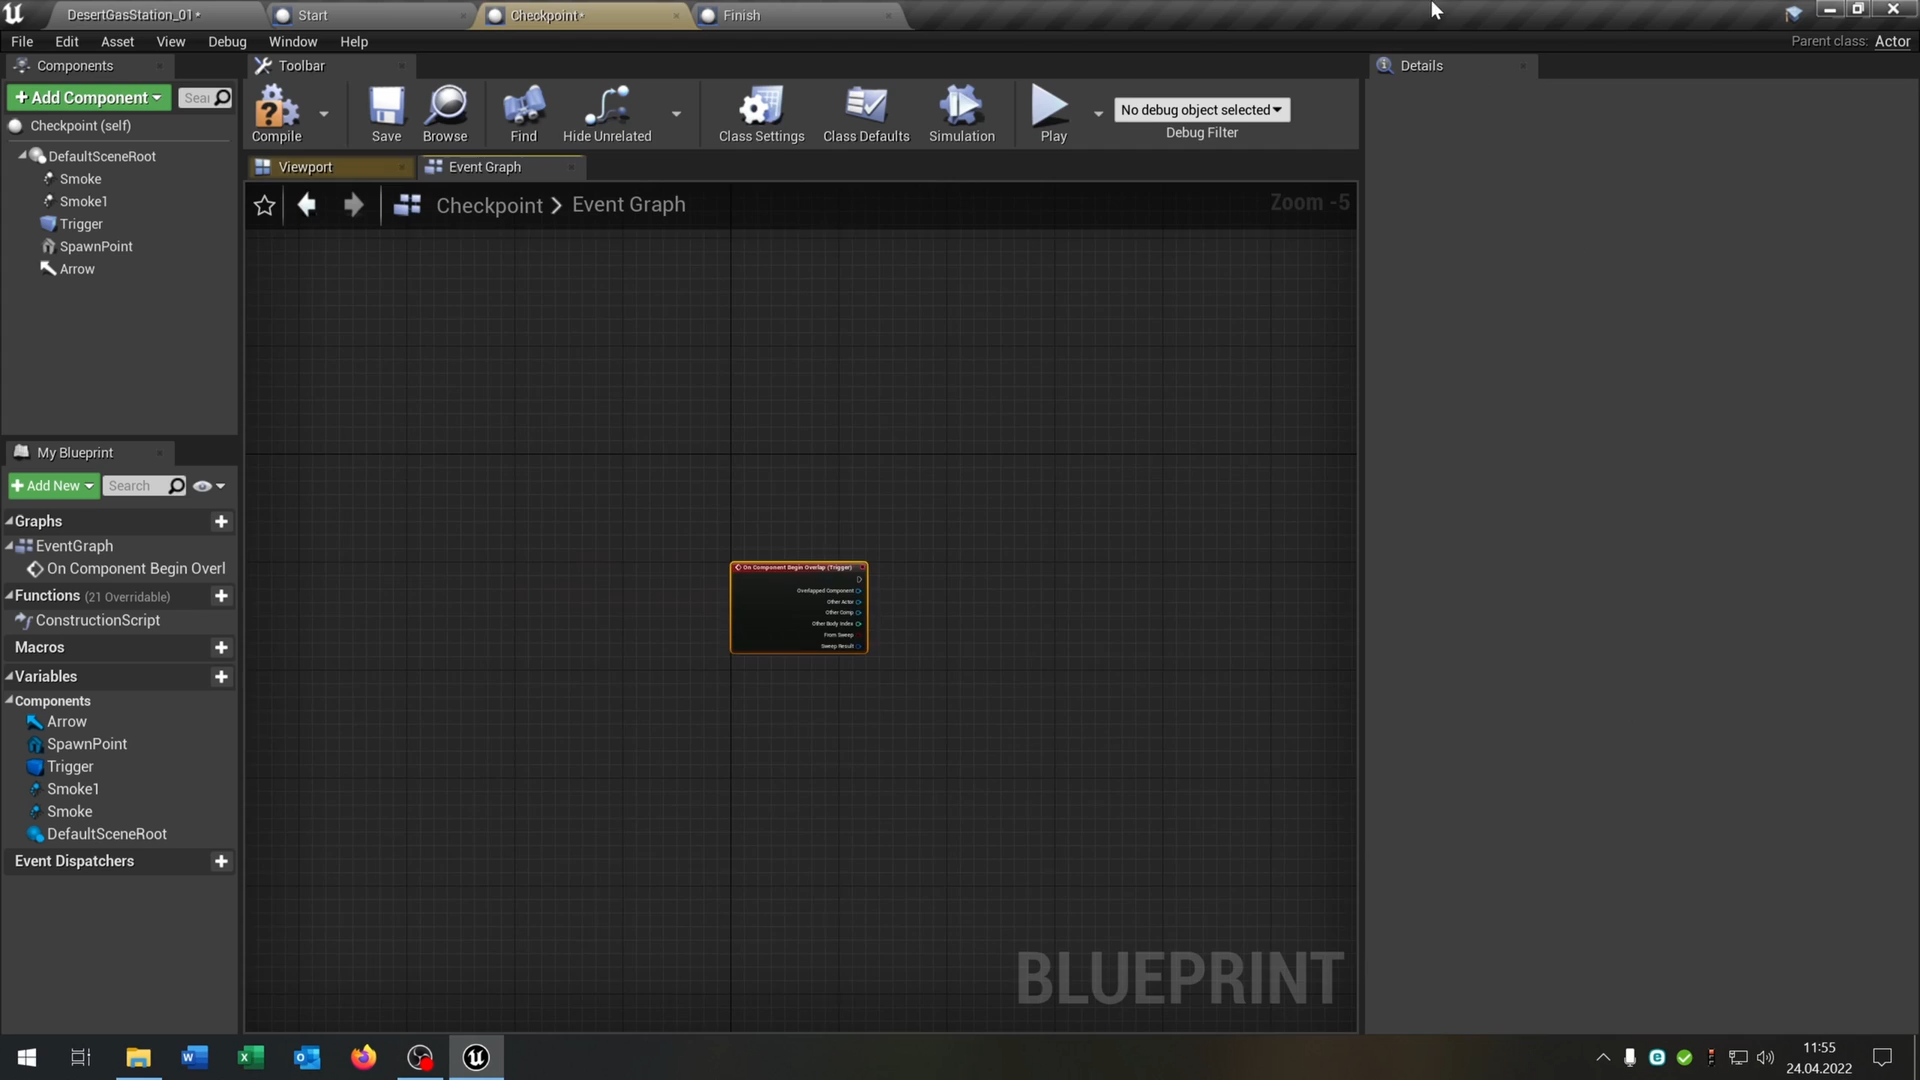 DesertGasStation_01*
Start
Checkpoint*
Finish
File Edit Asset View Debug Window Help
Parent class: Actor
Components
Toolbar
Details
Add Component
Sear
Checkpoint (self)
DefaultSceneRoot
Smoke
Smoke1
Trigger
SpawnPoint
Arrow
Compile
Save
Browse
Find
Hide Unrelated
Class Settings
Class Defaults
Simulation
Play
No debug object selected
Debug Filter
Viewport
Event Graph
Checkpoint > Event Graph
Zoom -5
My Blueprint
Add New
Search
Graphs
EventGraph
On Component Begin Overl
Functions (21 Overridable)
ConstructionScript
Macros
Variables
Components
Arrow
SpawnPoint
Trigger
Smoke1
Smoke
DefaultSceneRoot
Event Dispatchers
On Component Begin Overlap (Trigger)
Overlapped Component
Other Actor
Other Comp
Other Body Index
From Sweep
Sweep Result
BLUEPRINT
11:55
24.04.2022